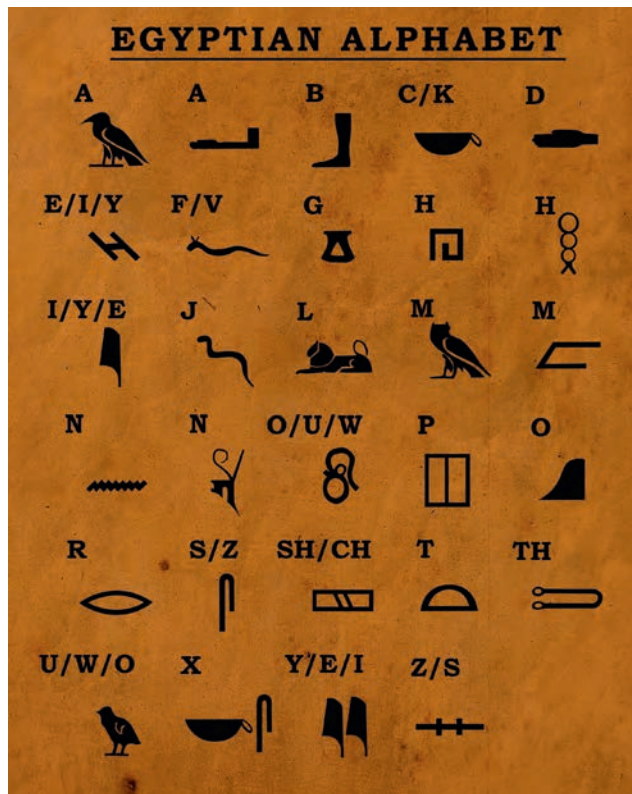 EGYPTIAN ALPHABET
A A B C/K D
E/I/Y F/V G H H
I/Y/E J L M M
N N O/U/W P O
R S/Z SH/CH T TH
U/W/O X Y/E/I Z/S